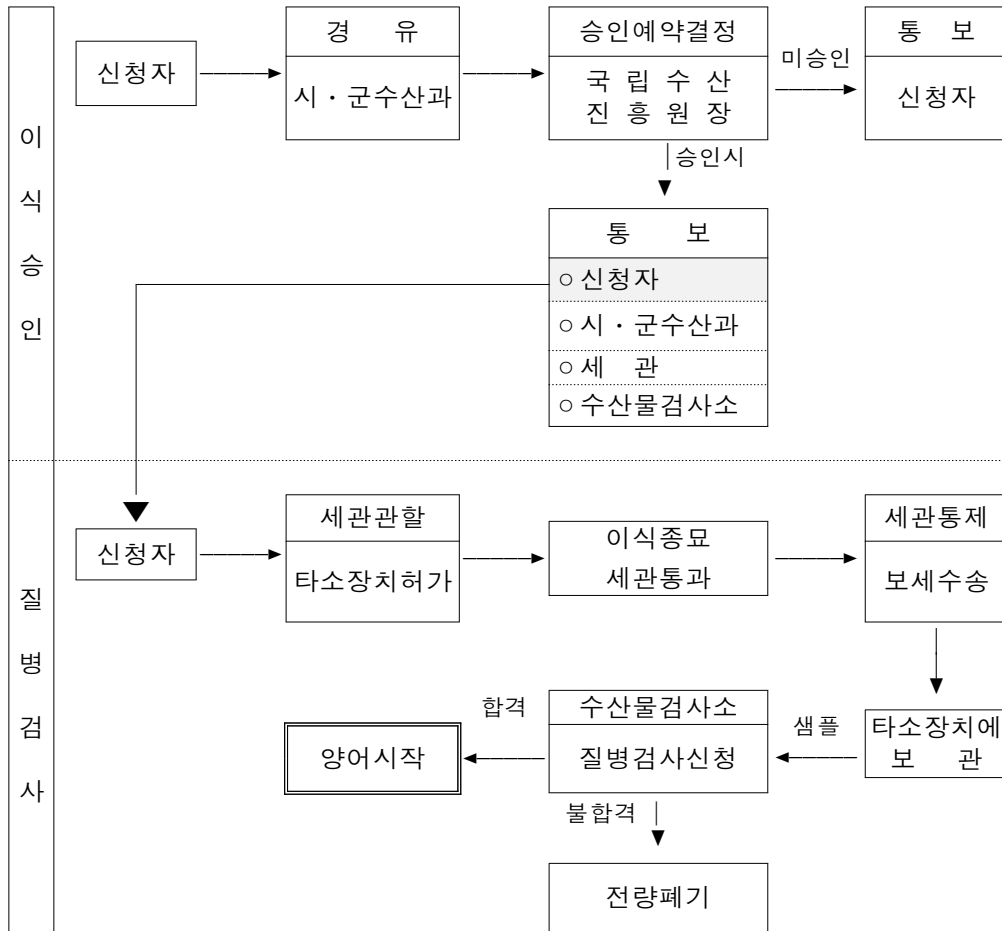 이식승인
신청자
경 유
시·군수산과
승인예약결정
국 립 수 산
진 흥 원 장
미승인
통 보
신청자
승인시
통 보
○ 신청자
○ 시·군수산과
○ 세 관
○ 수산물검사소
질병검사
신청자
세관관할
타소장치허가
이식종묘
세관통과
세관통제
보세수송
타소장치에
보 관
샘플
수산물검사소
질병검사신청
합격
양어시작
불합격
전량폐기